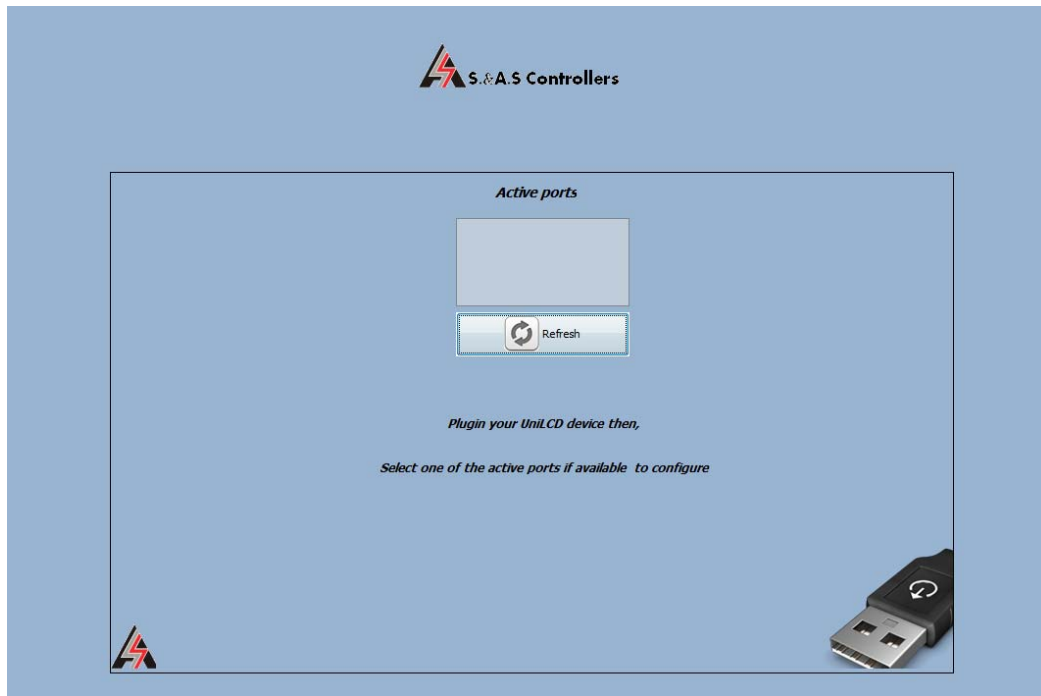 S.&A.S Controllers
Active ports
Refresh
Plugin your UniLCD device then,
Select one of the active ports if available to configure